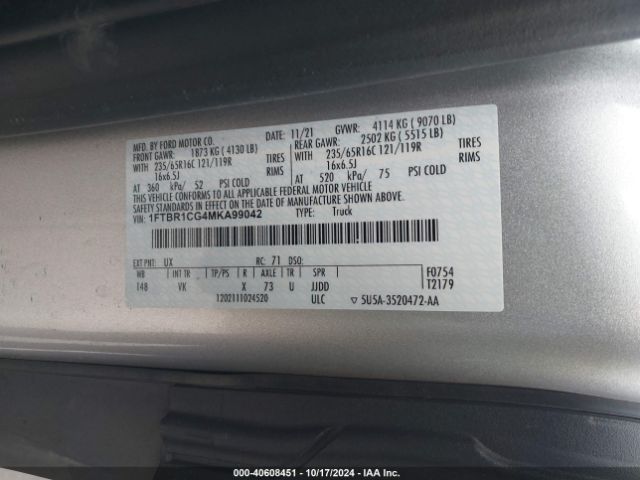 MFD. BY FORD MOTOR CO.
DATE: 11/21 GVWR: 4114 KG ( 9070 LB)
FRONT GAWR: 1873 KG ( 4130 LB) REAR GAWR: 2502 KG ( 5515 LB)
WITH 235/65R16C 121/119R TIRES WITH 235/65R16C 121/119R TIRES
16x6.5J RIMS 16x6.5J RIMS
AT 360 kPa/ 52 PSI COLD AT 520 kPa/ 75 PSI COLD
THIS VEHICLE CONFORMS TO ALL APPLICABLE FEDERAL MOTOR VEHICLE
SAFETY STANDARDS IN EFFECT ON THE DATE OF MANUFACTURE SHOWN ABOVE.
VIN: 1FTBR1CG4MKA99042 TYPE: Truck
EXT PNT: UX RC: 71 DSO:
WB INT TR TP/PS R AXLE TR SPR F0754
148 VK X 73 U JJDD T2179
1202111024520 ULC ▽ 5U5A-3520472-AA
000-40608451 | 10/17/2024 | IAA Inc.